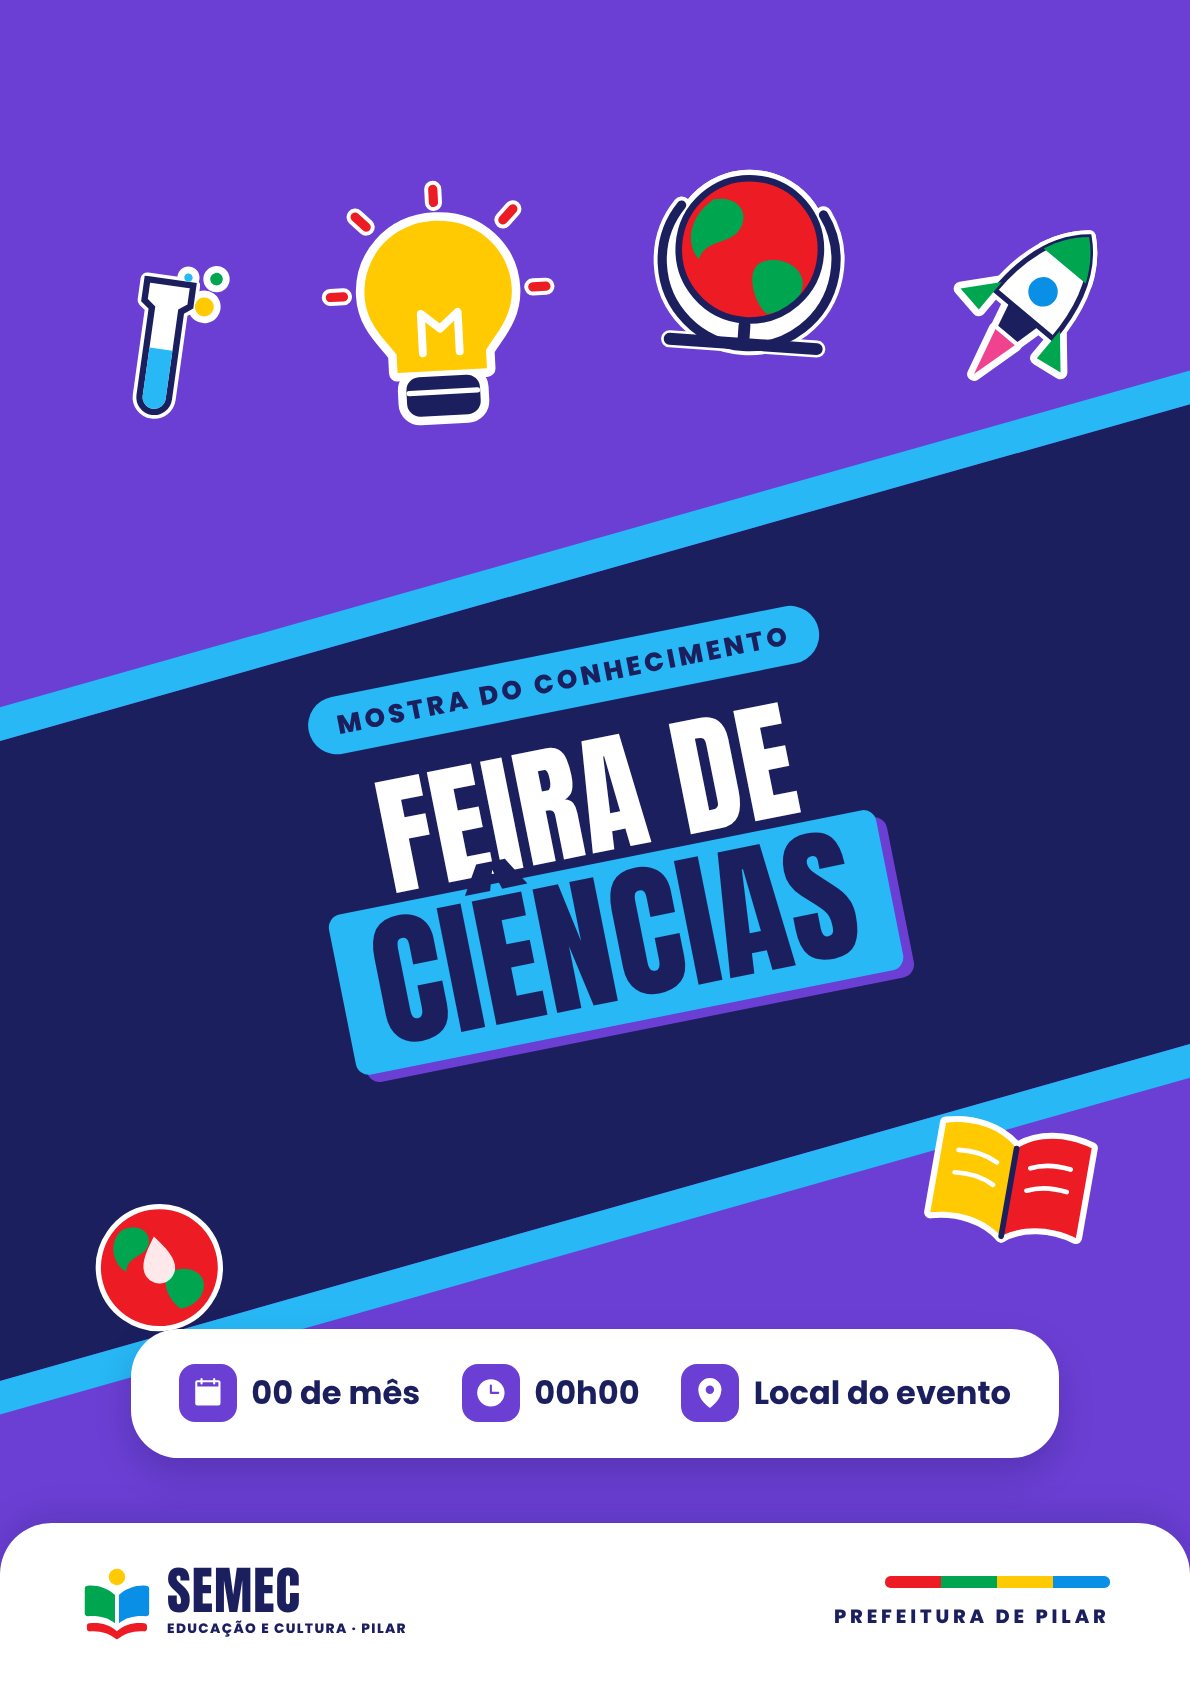 MOSTRA DO CONHECIMENTO
FEIRA DE
CIÊNCIAS
00 de mês 00h00 Local do evento
SEMEC
EDUCAÇÃO E CULTURA · PILAR
PREFEITURA DE PILAR